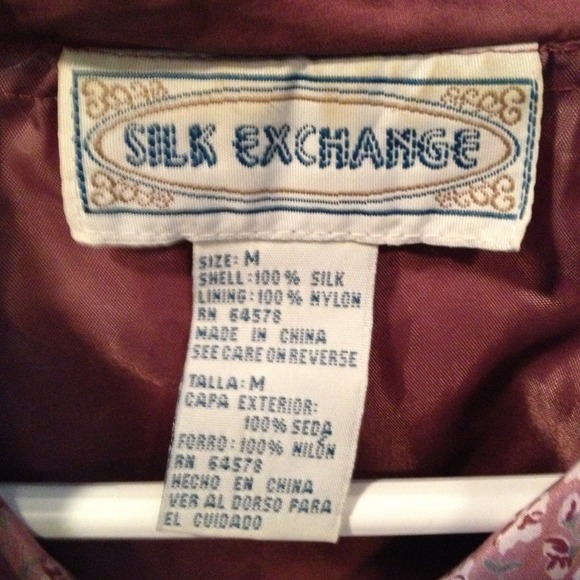 SILK EXCHANGE
SIZE: M
SHELL: 100% SILK
LINING: 100% NYLON
RN 64578
MADE IN CHINA
SEE CARE ON REVERSE
TALLA: M
CAPA EXTERIOR:
100% SEDA
FORRO: 100% NILÓN
RN 64578
HECHO EN CHINA
VER AL DORSO PARA
EL CUIDADO